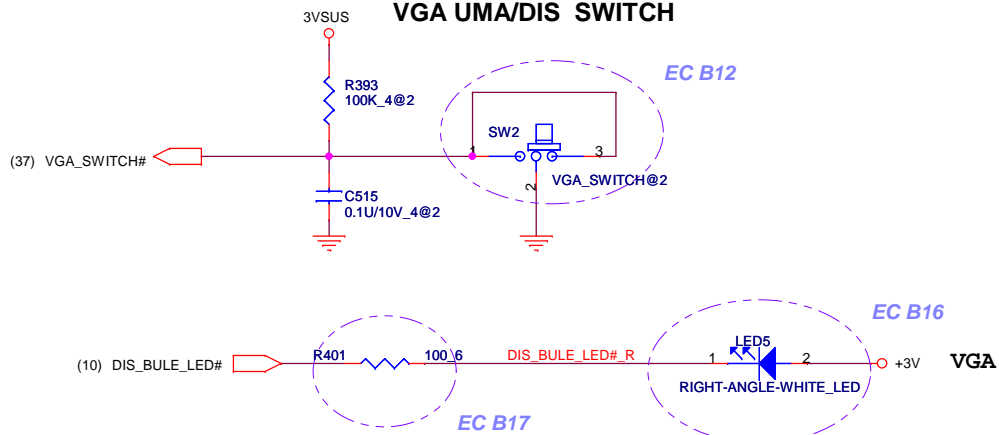 VGA UMA/DIS SWITCH
3VSUS
EC B12
R393
100K_4@2
SW2
(37) VGA_SWITCH#
1
3
VGA_SWITCH@2
2
C515
0.1U/10V_4@2
EC B16
LED5
(10) DIS_BULE_LED#
R401
100_6
DIS_BULE_LED#_R
1
2
+3V
VGA
RIGHT-ANGLE-WHITE_LED
EC B17